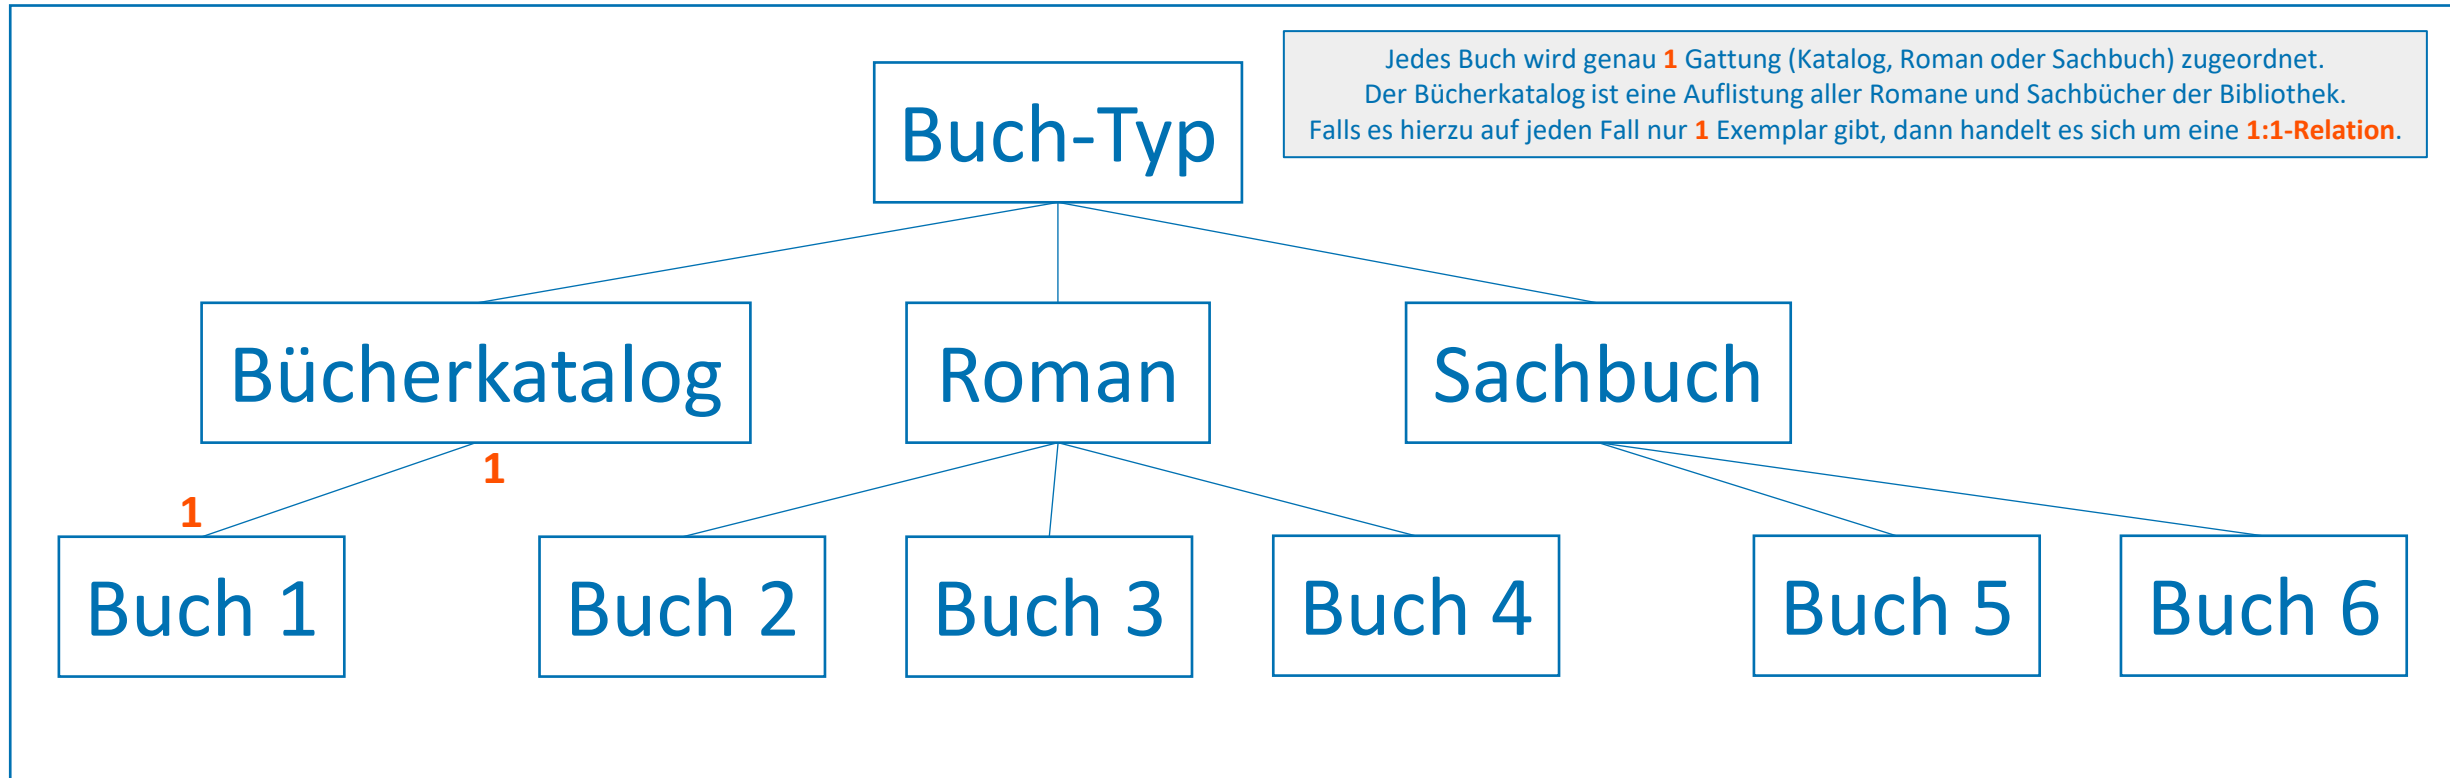 Jedes Buch wird genau 1 Gattung (Katalog, Roman oder Sachbuch) zugeordnet.
Der Bücherkatalog ist eine Auflistung aller Romane und Sachbücher der Bibliothek.
Falls es hierzu auf jeden Fall nur 1 Exemplar gibt, dann handelt es sich um eine 1:1-Relation.
Buch-Typ
Bücherkatalog
Roman
Sachbuch
1
1
Buch 1
Buch 2
Buch 3
Buch 4
Buch 5
Buch 6